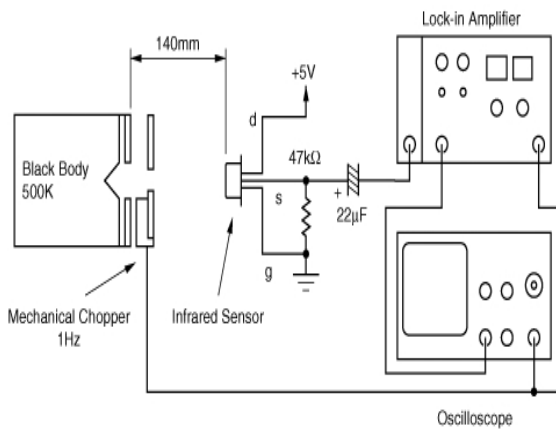 Lock-in Amplifier
140mm
+5V
d
Black Body
500K
47kΩ
s
+
22µF
g
Mechanical Chopper
1Hz
Infrared Sensor
Oscilloscope